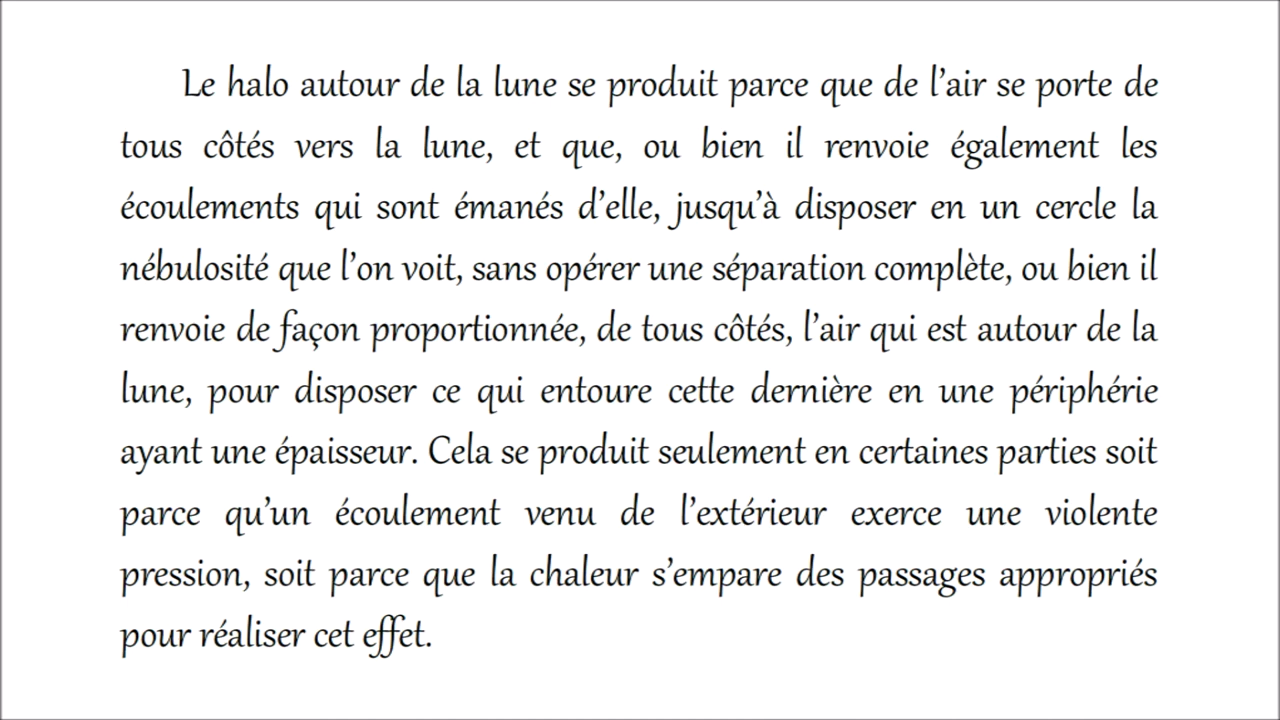 Le halo autour de la lune se produit parce que de l’air se porte de
tous côtés vers la lune, et que, ou bien il renvoie également les
écoulements qui sont émanés d’elle, jusqu’à disposer en un cercle la
nébulosité que l’on voit, sans opérer une séparation complète, ou bien il
renvoie de façon proportionnée, de tous côtés, l’air qui est autour de la
lune, pour disposer ce qui entoure cette dernière en une périphérie
ayant une épaisseur. Cela se produit seulement en certaines parties soit
parce qu’un écoulement venu de l’extérieur exerce une violente
pression, soit parce que la chaleur s’empare des passages appropriés
pour réaliser cet effet.